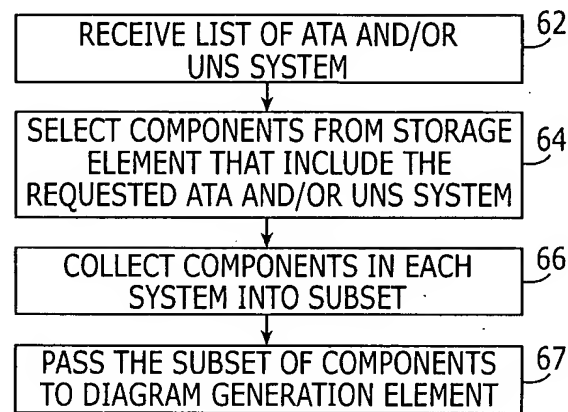 RECEIVE LIST OF ATA AND/OR
UNS SYSTEM
62
SELECT COMPONENTS FROM STORAGE
ELEMENT THAT INCLUDE THE
REQUESTED ATA AND/OR UNS SYSTEM
64
COLLECT COMPONENTS IN EACH
SYSTEM INTO SUBSET
66
PASS THE SUBSET OF COMPONENTS
TO DIAGRAM GENERATION ELEMENT
67